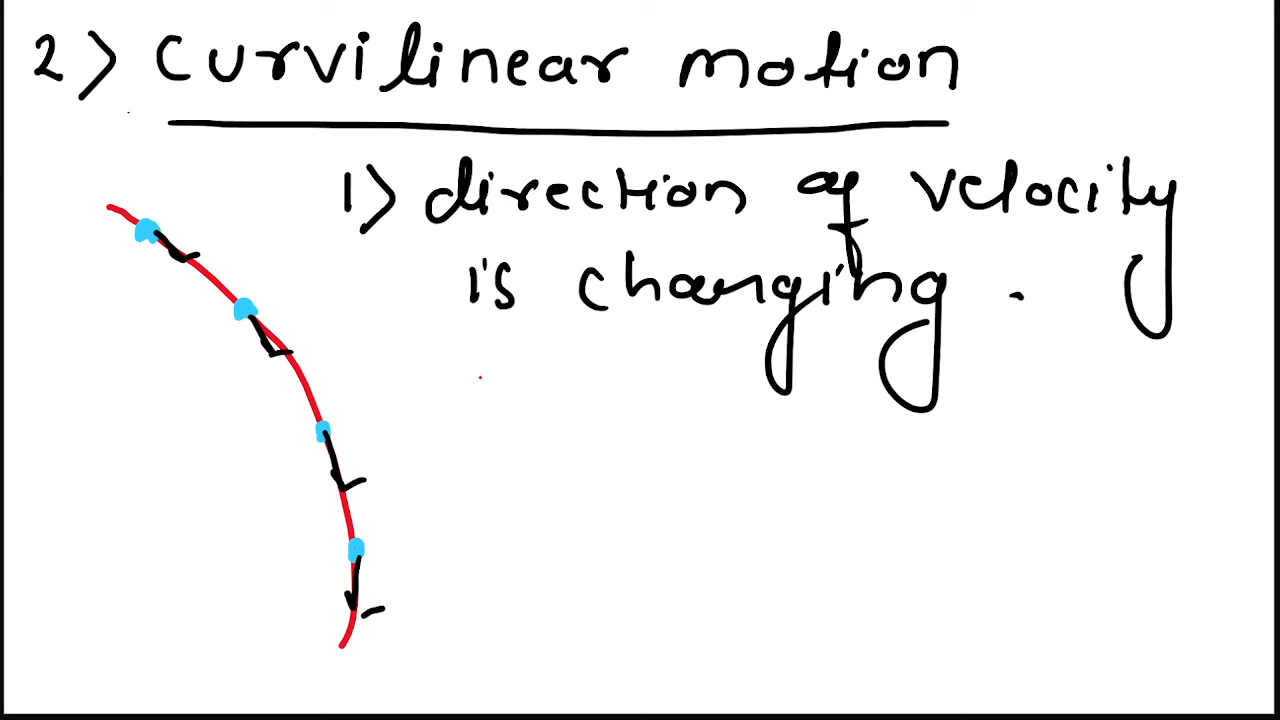 2> Curvilinear motion
1> direction of velocity
is changing.